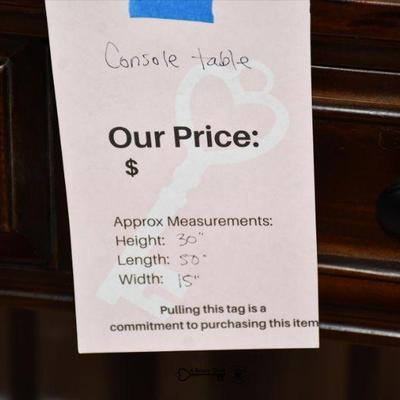 Console table
Our Price:
$
Approx Measurements:
Height: 30"
Length: 50"
Width: 15"
Pulling this tag is a
commitment to purchasing this item